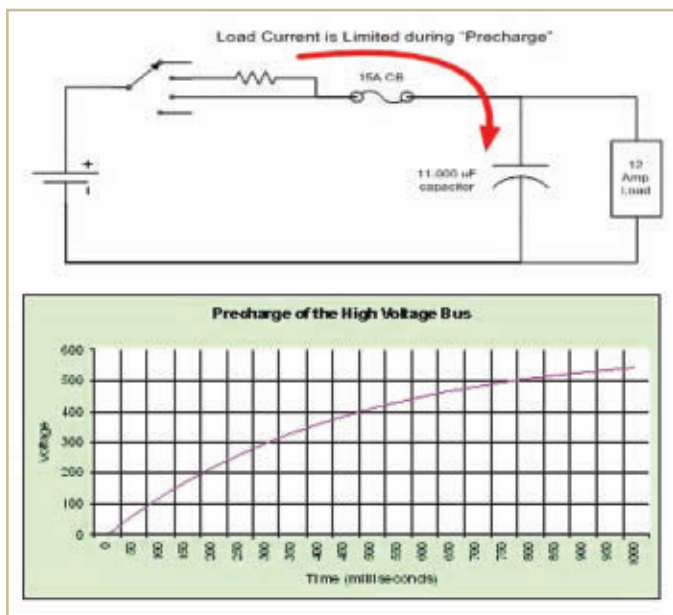 Load Current is Limited during "Precharge"
15A CB
+
11,000 uF
capacitor
12
Amp
Load
Precharge of the High Voltage Bus
600
500
400
300
200
100
0
Voltage
0 50 100 150 200 250 300 350 400 450 500 550 600 650 700 750 800 850 900 950 1000
Time (milliseconds)